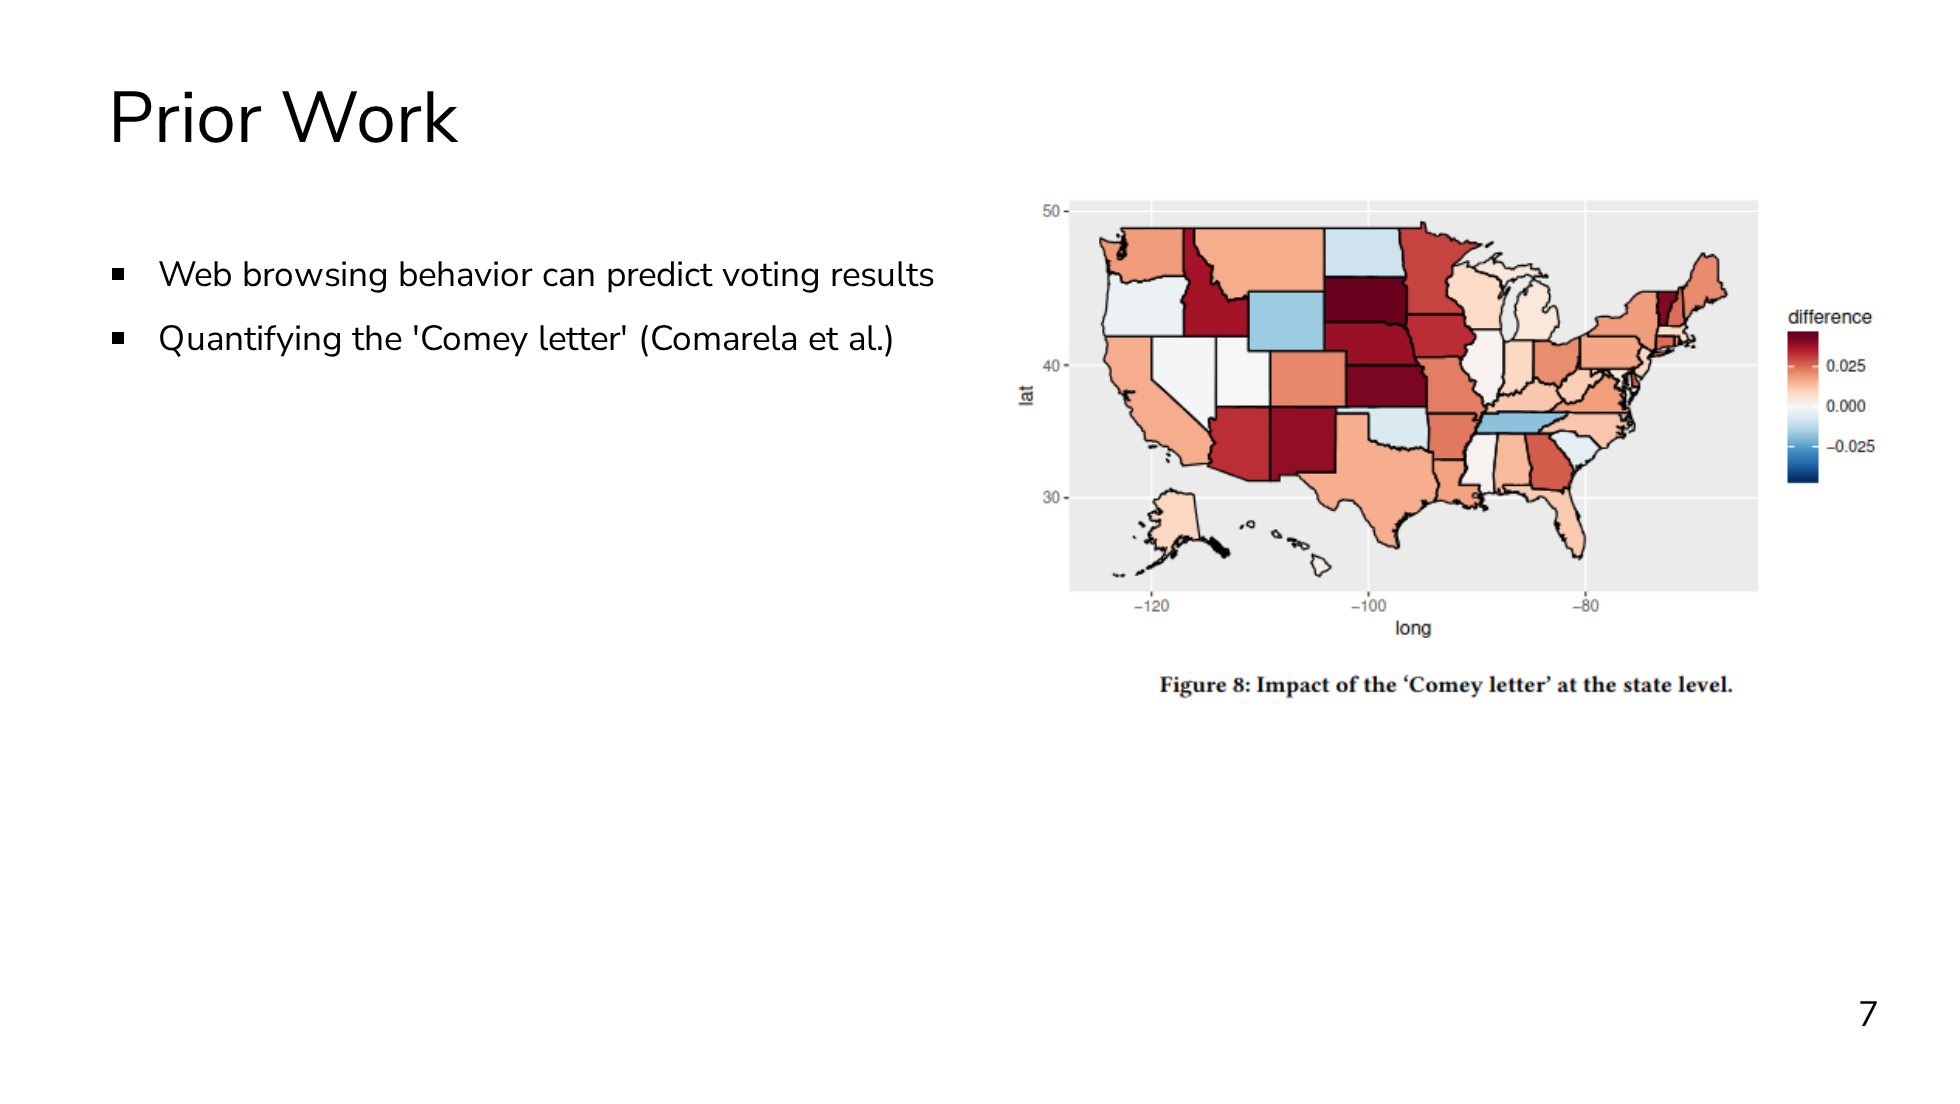 Prior Work
▪ Web browsing behavior can predict voting results
▪ Quantifying the 'Comey letter' (Comarela et al.)
50
40
30
lat
−120 −100 −80
long
difference
0.025
0.000
−0.025
Figure 8: Impact of the ‘Comey letter’ at the state level.
7